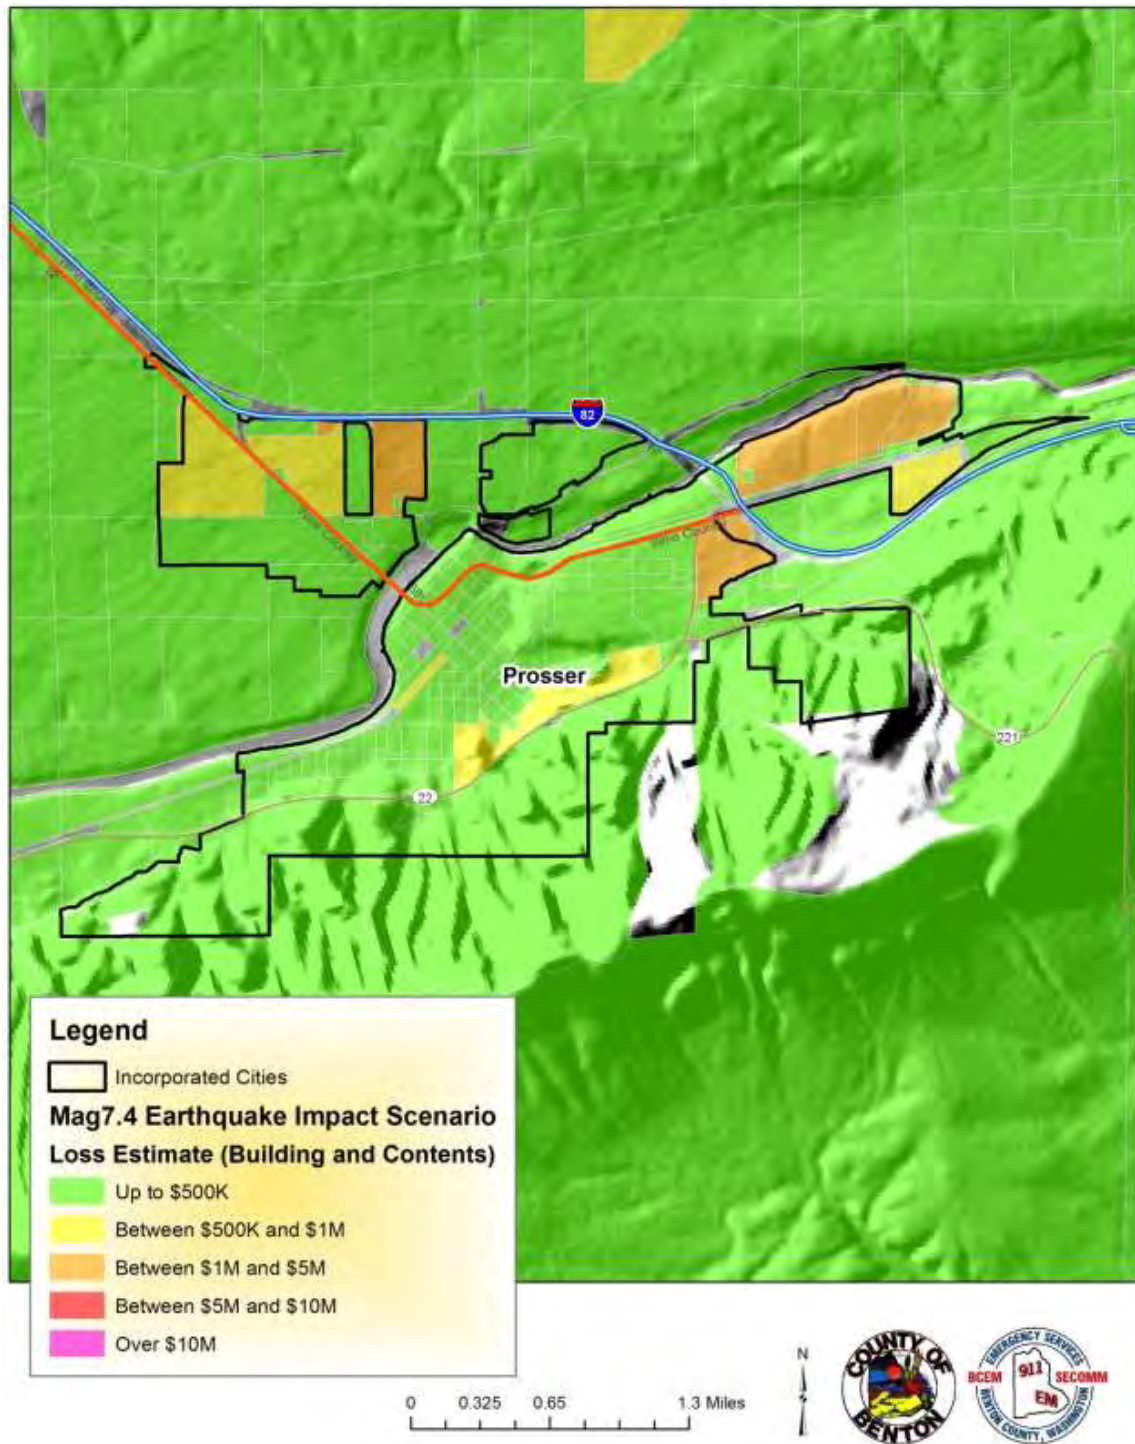 82
Prosser
22
221
Legend
Incorporated Cities
Mag7.4 Earthquake Impact Scenario
Loss Estimate (Building and Contents)
Up to $500K
Between $500K and $1M
Between $1M and $5M
Between $5M and $10M
Over $10M
N
0 0.325 0.65 1.3 Miles
COUNTY OF
BENTON
EMERGENCY SERVICES
BCEM 911 SECOMM
EM
BENTON COUNTY, WASHINGTON